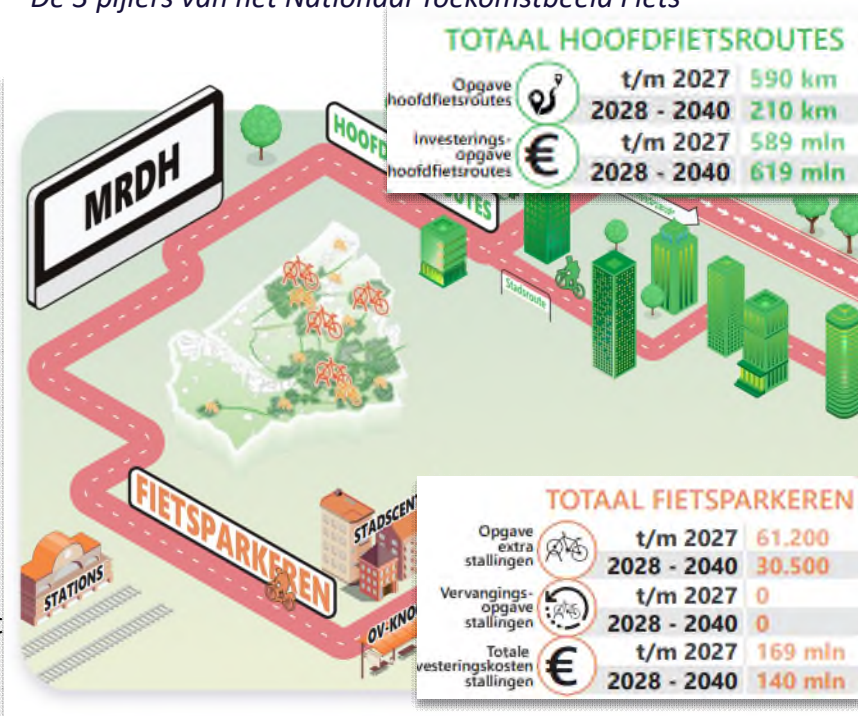 De 3 pijlers van het Nationaal Toekomstbeeld Fiets
TOTAAL HOOFDFIETSROUTES
Opgave hoofdfietsroutes
t/m 2027 590 km
2028 - 2040 210 km
Investerings-
opgave
hoofdfietsroutes
t/m 2027 589 mln
2028 - 2040 619 mln
MRDH
HOOFD
UTES
Stadsroute
FIETSPARKEREN
STADSCEN
STATIONS
OV-KNO
TOTAAL FIETSPARKEREN
Opgave
extra
stallingen
t/m 2027 61.200
2028 - 2040 30.500
Vervangings-
opgave
stallingen
t/m 2027 0
2028 - 2040 0
Totale
vesteringskosten
stallingen
t/m 2027 169 mln
2028 - 2040 140 mln